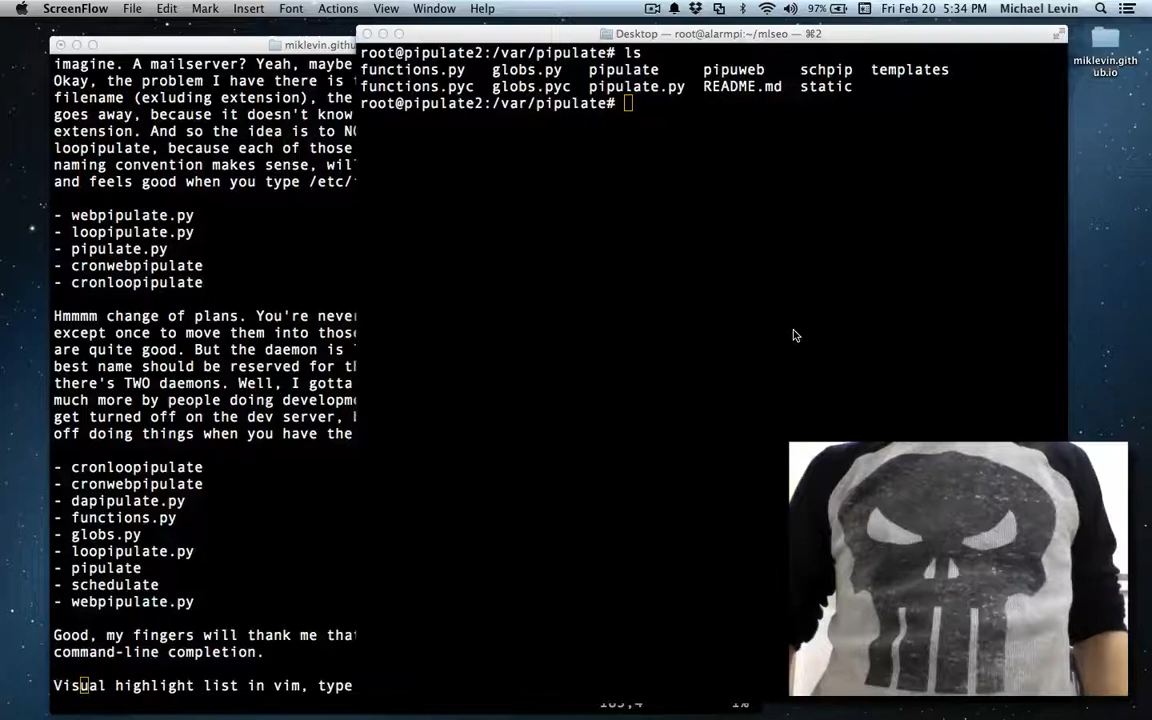 ScreenFlow File Edit Mark Insert Font Actions View Window Help 97% Fri Feb 20 5:34 PM Michael Levin
miklevin.githu
Desktop — root@alarmpi:~/mlseo — ⌘2
miklevin.gith
ub.io
imagine. A mailserver? Yeah, maybe
Okay, the problem I have there is
filename (exluding extension), the
goes away, because it doesn't know
extension. And so the idea is to NO
loopipulate, because each of those
naming convention makes sense, wil
and feels good when you type /etc/
- webpipulate.py
- loopipulate.py
- pipulate.py
- cronwebpipulate
- cronloopipulate
Hmmmm change of plans. You're never
except once to move them into those
are quite good. But the daemon is
best name should be reserved for th
there's TWO daemons. Well, I gotta
much more by people doing developme
get turned off on the dev server, b
off doing things when you have the
- cronloopipulate
- cronwebpipulate
- dapipulate.py
- functions.py
- globs.py
- loopipulate.py
- pipulate
- schedulate
- webpipulate.py
Good, my fingers will thank me that
command-line completion.
Visual highlight list in vim, type
root@pipulate2:/var/pipulate# ls
functions.py globs.py pipulate pipuweb schpip templates
functions.pyc globs.pyc pipulate.py README.md static
root@pipulate2:/var/pipulate#